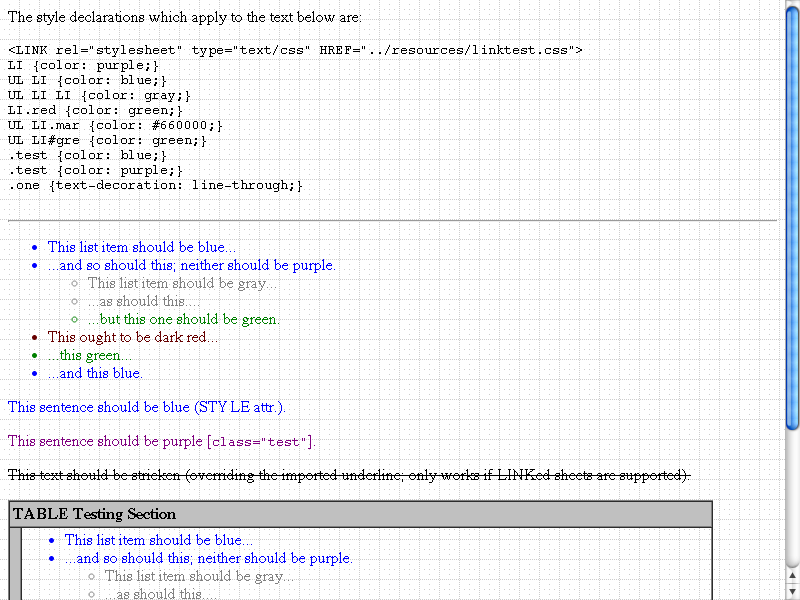 The style declarations which apply to the text below are:
<LINK rel="stylesheet" type="text/css" HREF="../resources/linktest.css">
LI {color: purple;}
UL LI {color: blue;}
UL LI LI {color: gray;}
LI.red {color: green;}
UL LI.mar {color: #660000;}
UL LI#gre {color: green;}
.test {color: blue;}
.test {color: purple;}
.one {text-decoration: line-through;}
This list item should be blue...
...and so should this; neither should be purple.
This list item should be gray...
...as should this....
...but this one should be green.
This ought to be dark red...
...this green...
...and this blue.
This sentence should be blue (STYLE attr.).
This sentence should be purple [class="test"].
This text should be stricken (overriding the imported underline; only works if LINKed sheets are supported).
TABLE Testing Section
This list item should be blue...
...and so should this; neither should be purple.
This list item should be gray...
...as should this....